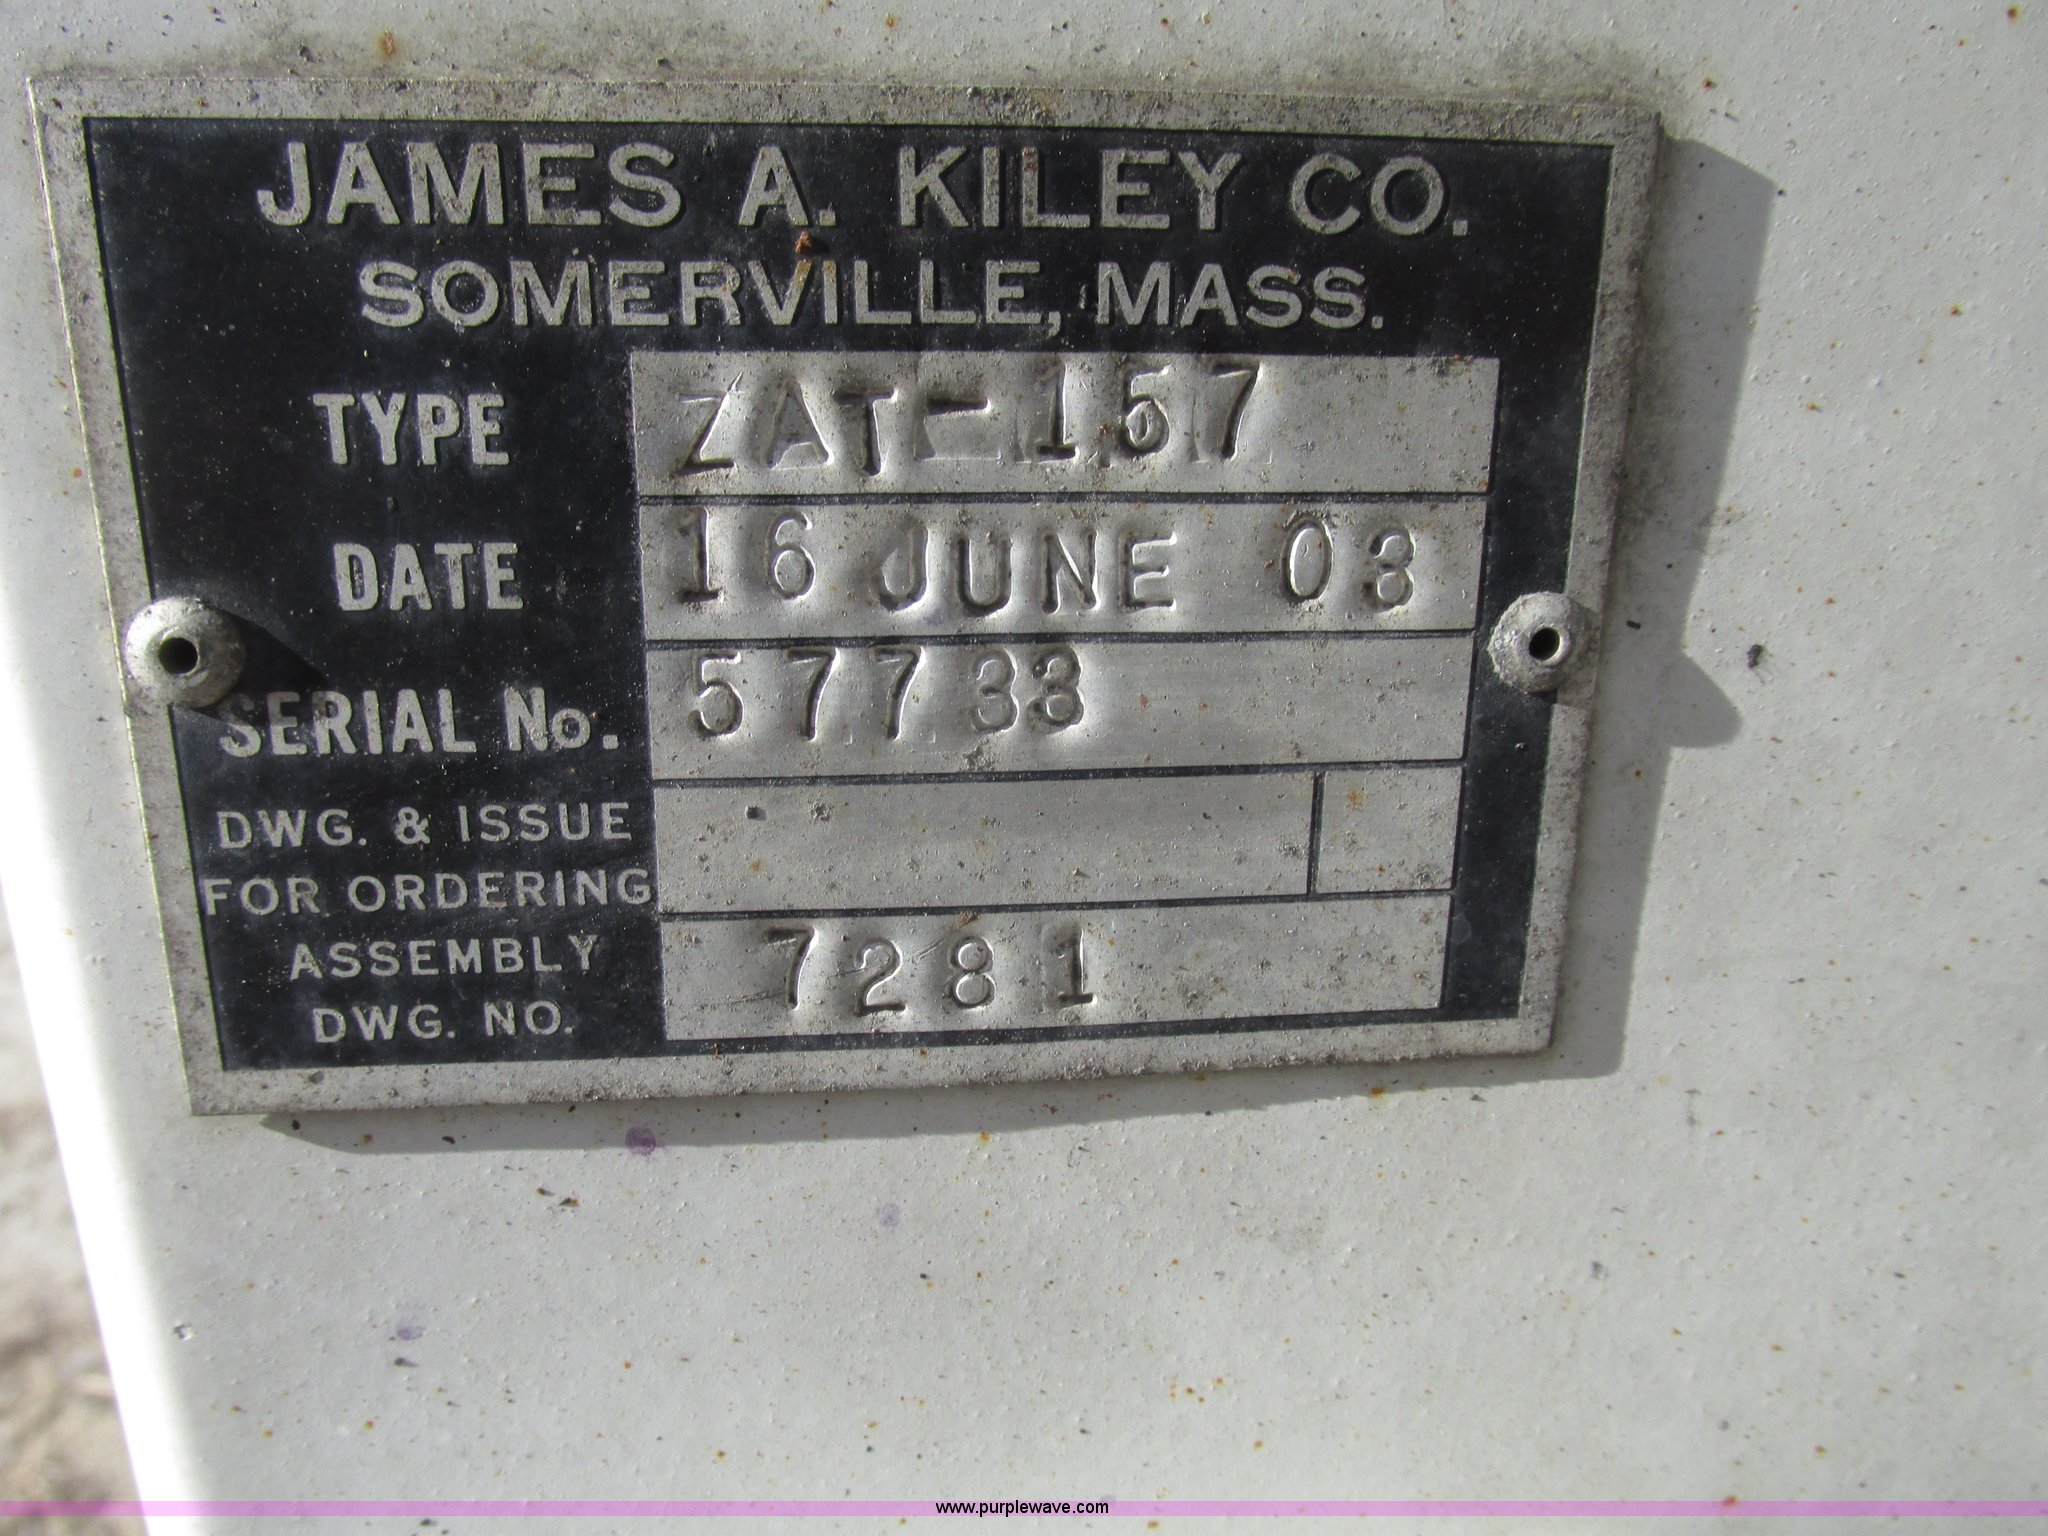 JAMES A. KILEY CO.
SOMERVILLE, MASS.
TYPE ZAT-157
DATE 16 JUNE 03
SERIAL No. 57733
DWG. & ISSUE
FOR ORDERING
ASSEMBLY 7281
DWG. NO.
www.purplewave.com